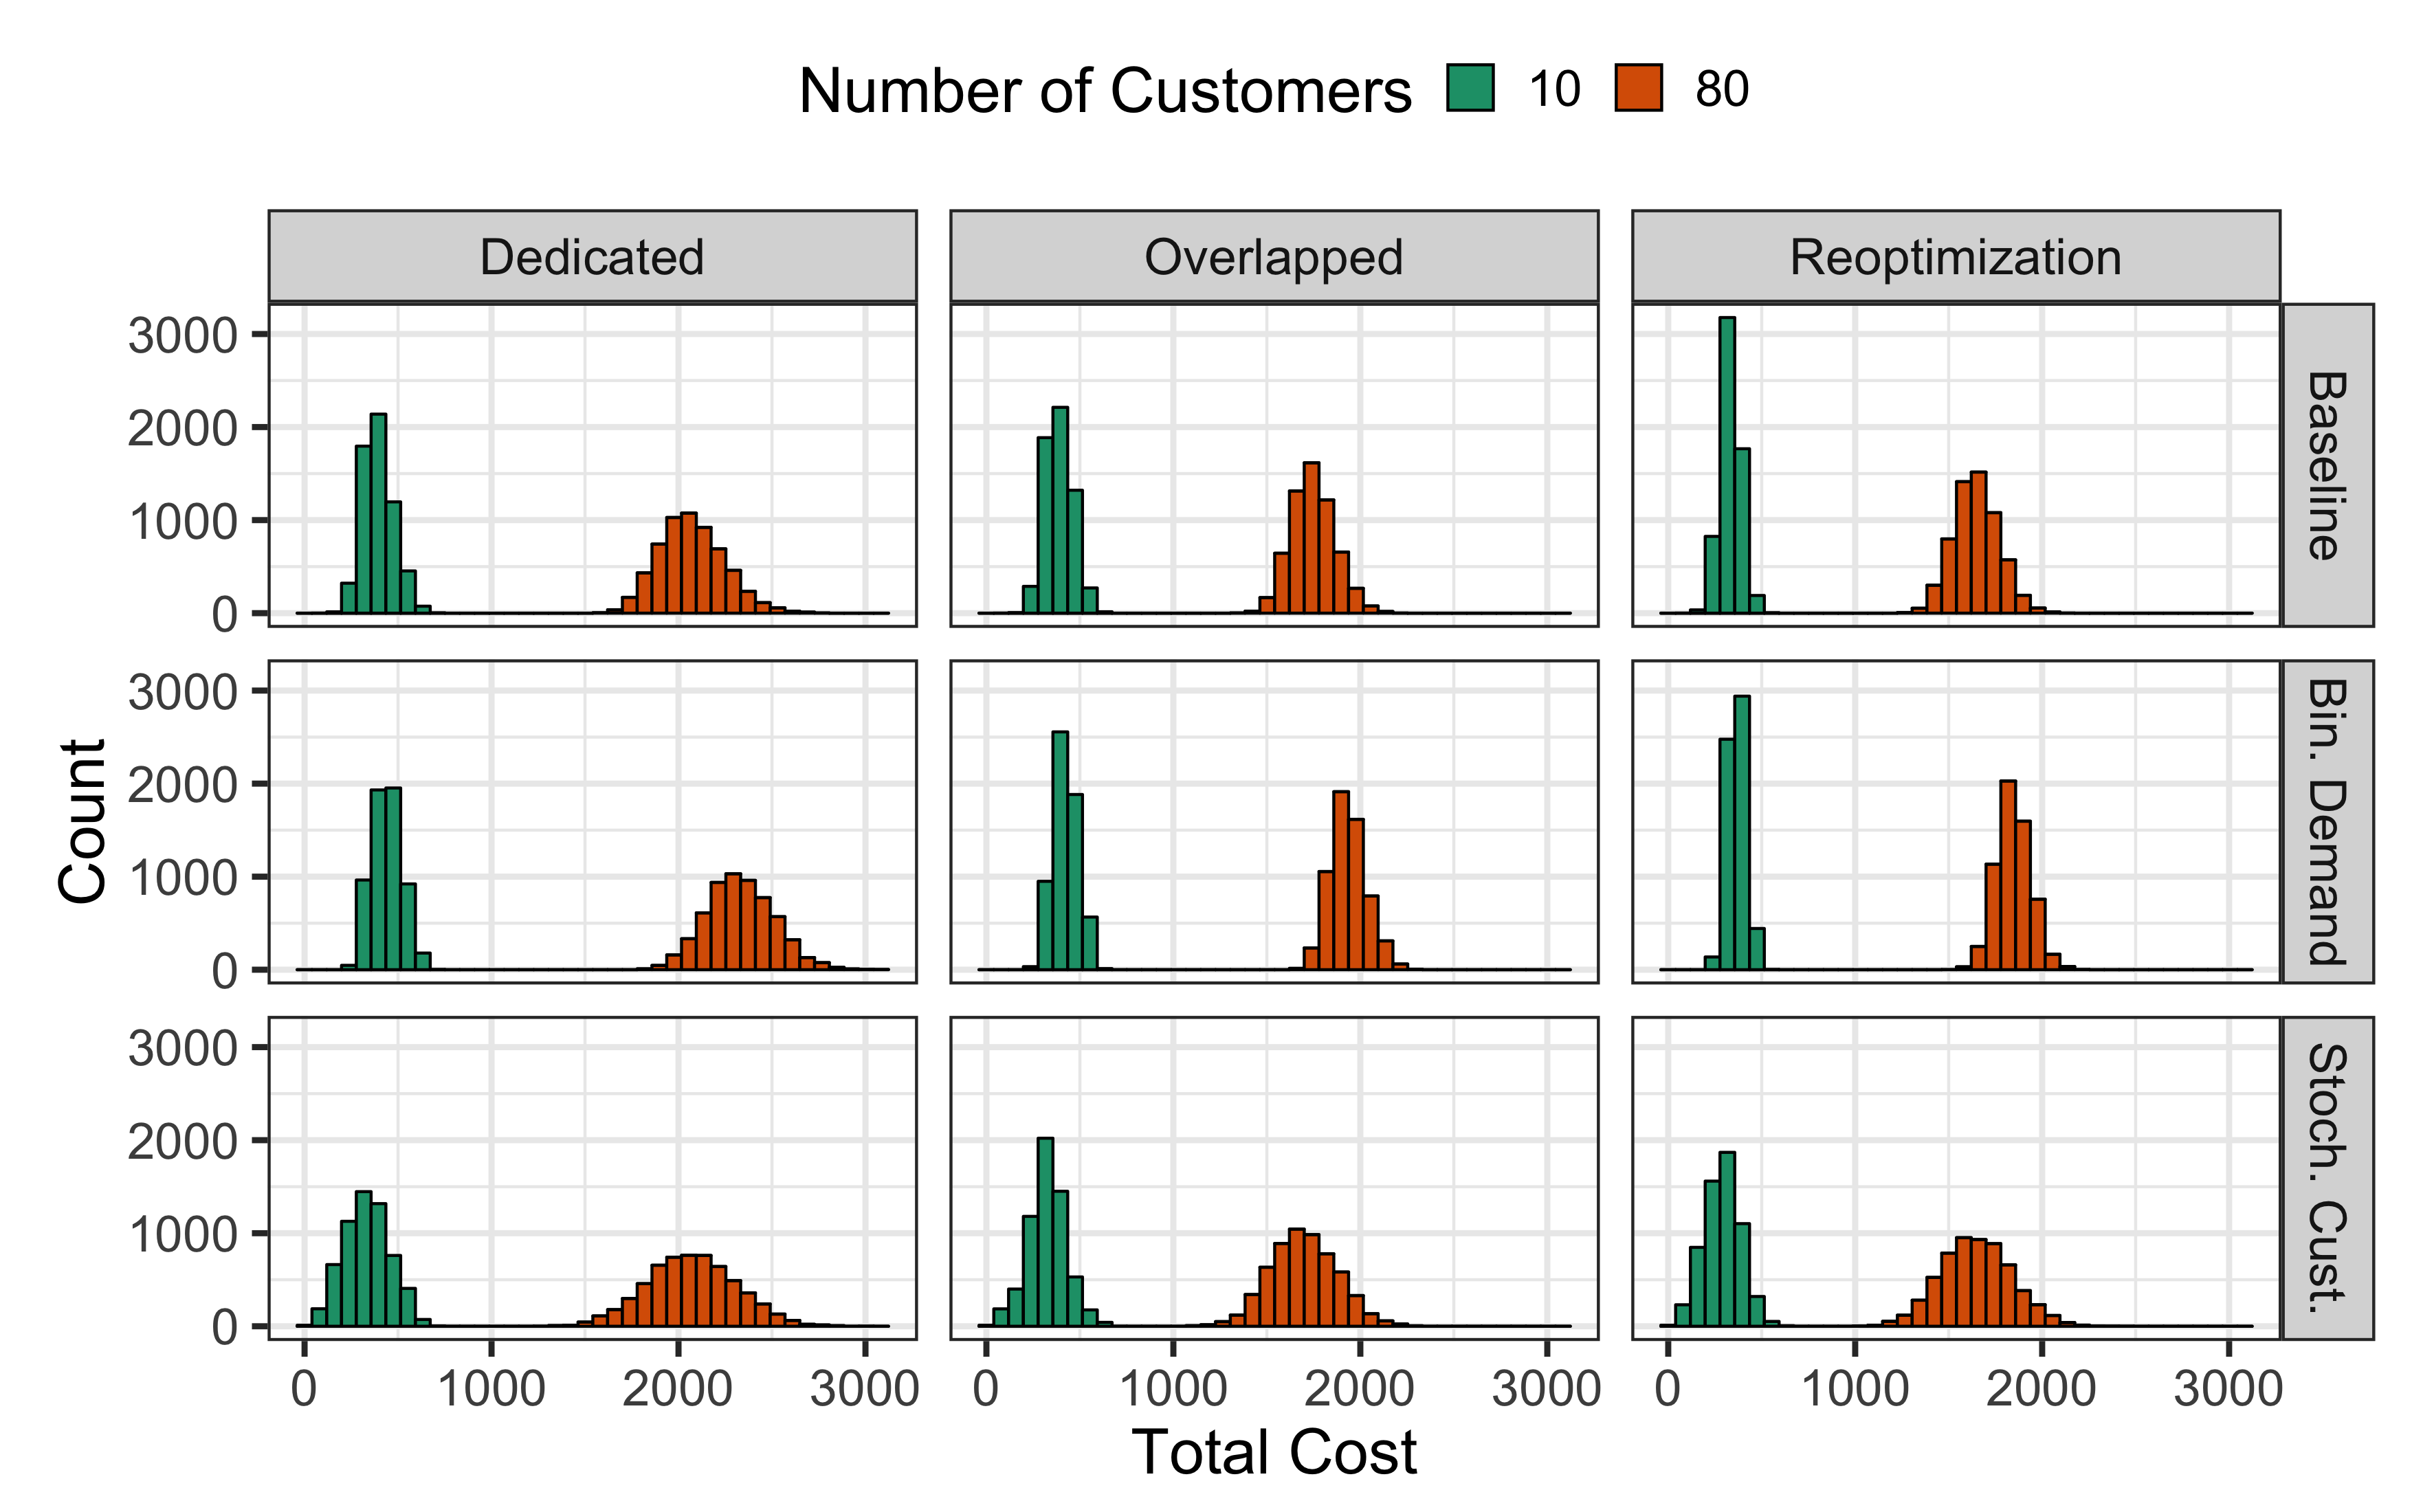 Number of Customers 10 80
Dedicated Overlapped Reoptimization
3000
2000
1000
0
Baseline
3000
2000
1000
0
Bin. Demand
3000
2000
1000
0
Stoch. Cust.
Count
0 1000 2000 3000 0 1000 2000 3000 0 1000 2000 3000
Total Cost